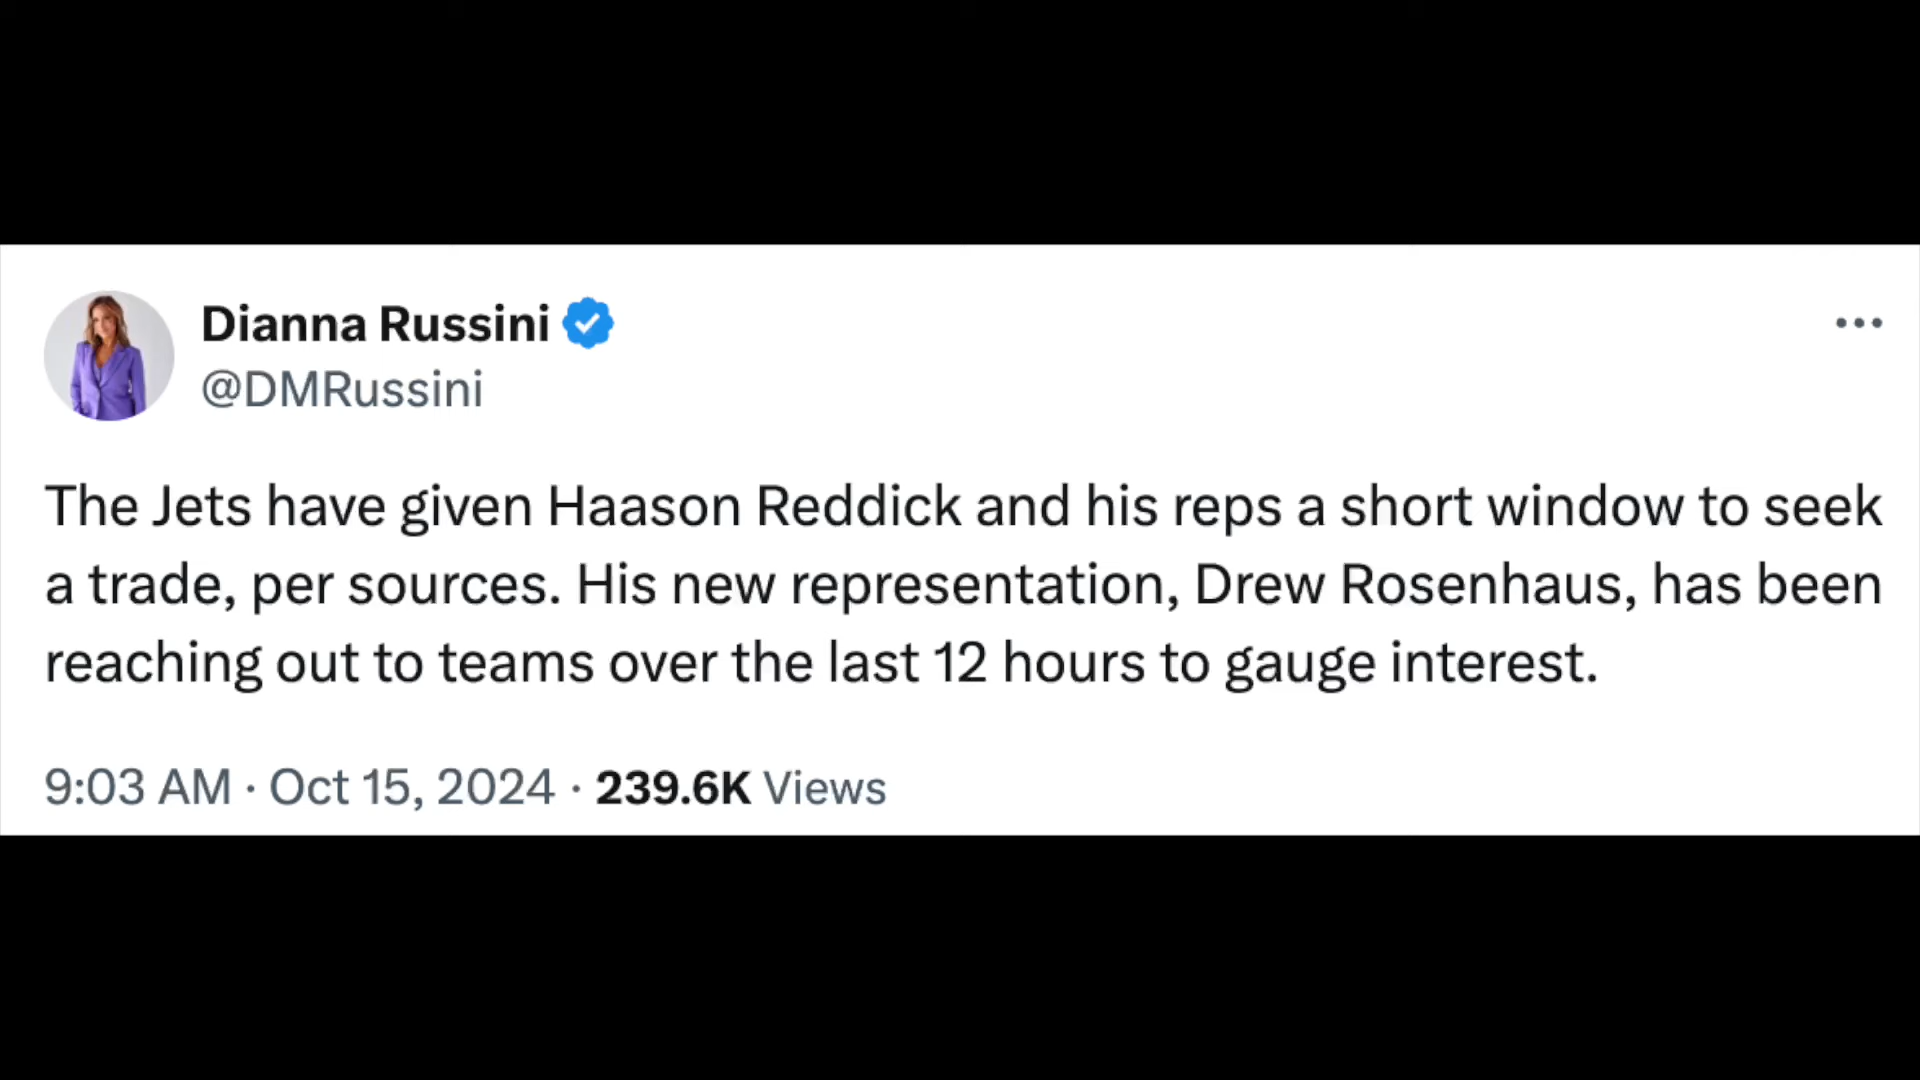 Dianna Russini
@DMRussini
The Jets have given Haason Reddick and his reps a short window to seek
a trade, per sources. His new representation, Drew Rosenhaus, has been
reaching out to teams over the last 12 hours to gauge interest.
9:03 AM · Oct 15, 2024 · 239.6K Views